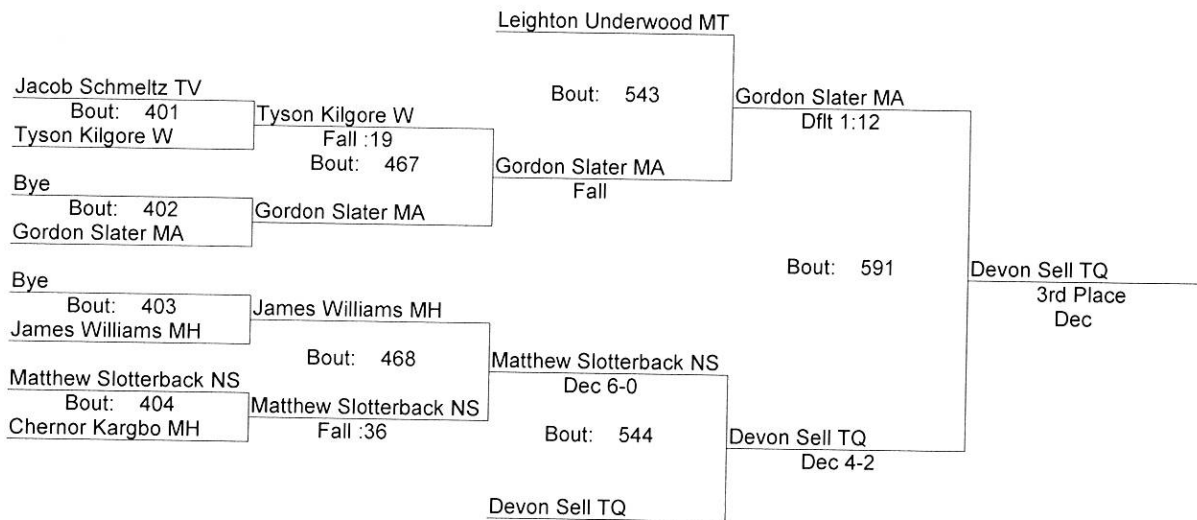 Leighton Underwood MT
Jacob Schmeltz TV
Bout: 401
Tyson Kilgore W
Tyson Kilgore W
Fall :19
Bout: 467
Bye
Bout: 402
Gordon Slater MA
Gordon Slater MA
Gordon Slater MA
Fall
Bout: 543
Gordon Slater MA
Dflt 1:12
Bye
Bout: 403
James Williams MH
James Williams MH
Bout: 468
Matthew Slotterback NS
Bout: 404
Chernor Kargbo MH
Matthew Slotterback NS
Fall :36
Matthew Slotterback NS
Dec 6-0
Bout: 544
Devon Sell TQ
Devon Sell TQ
Dec 4-2
Bout: 591
Devon Sell TQ
3rd Place
Dec